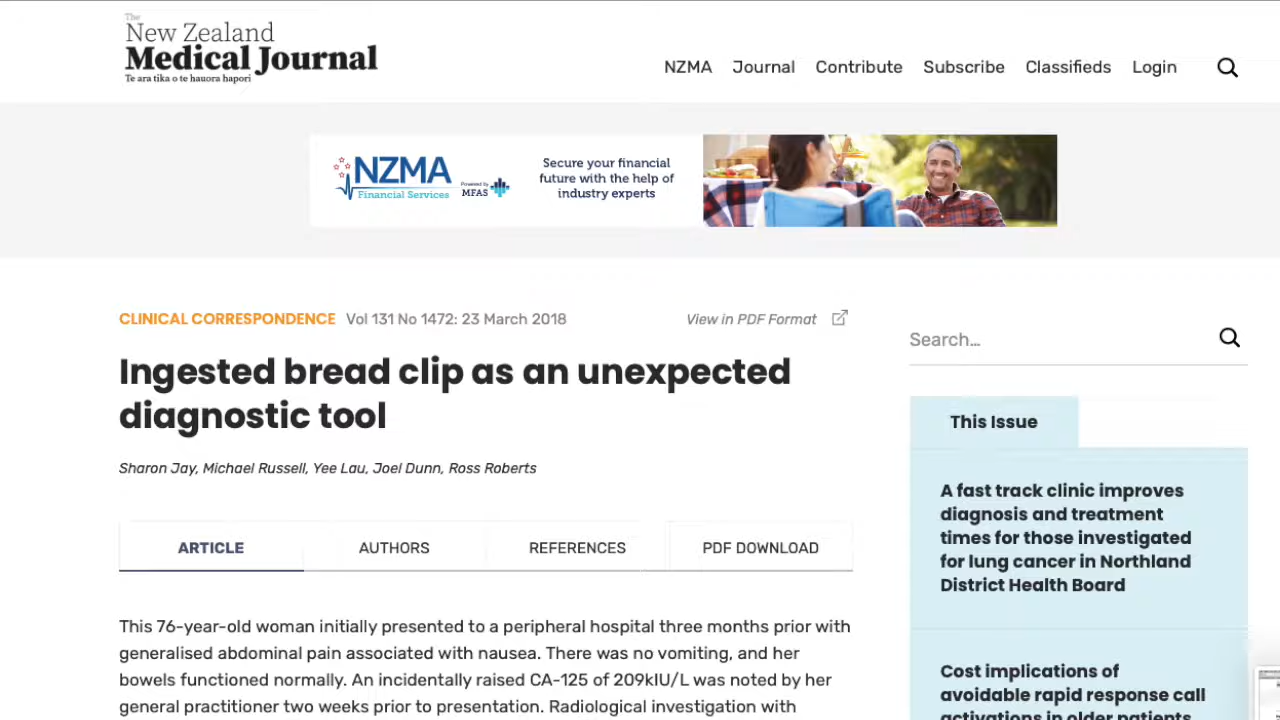 The
New Zealand
Medical Journal
Te ara tika o te hauora hapori
NZMA Journal Contribute Subscribe Classifieds Login
NZMA
Financial Services
Powered by
MFAS
Secure your financial
future with the help of
industry experts
CLINICAL CORRESPONDENCE Vol 131 No 1472: 23 March 2018
View in PDF Format
Ingested bread clip as an unexpected
diagnostic tool
Sharon Jay, Michael Russell, Yee Lau, Joel Dunn, Ross Roberts
ARTICLE AUTHORS REFERENCES PDF DOWNLOAD
This 76-year-old woman initially presented to a peripheral hospital three months prior with
generalised abdominal pain associated with nausea. There was no vomiting, and her
bowels functioned normally. An incidentally raised CA-125 of 209kIU/L was noted by her
general practitioner two weeks prior to presentation. Radiological investigation with
Search...
This Issue
A fast track clinic improves
diagnosis and treatment
times for those investigated
for lung cancer in Northland
District Health Board
Cost implications of
avoidable rapid response call
activations in older patients